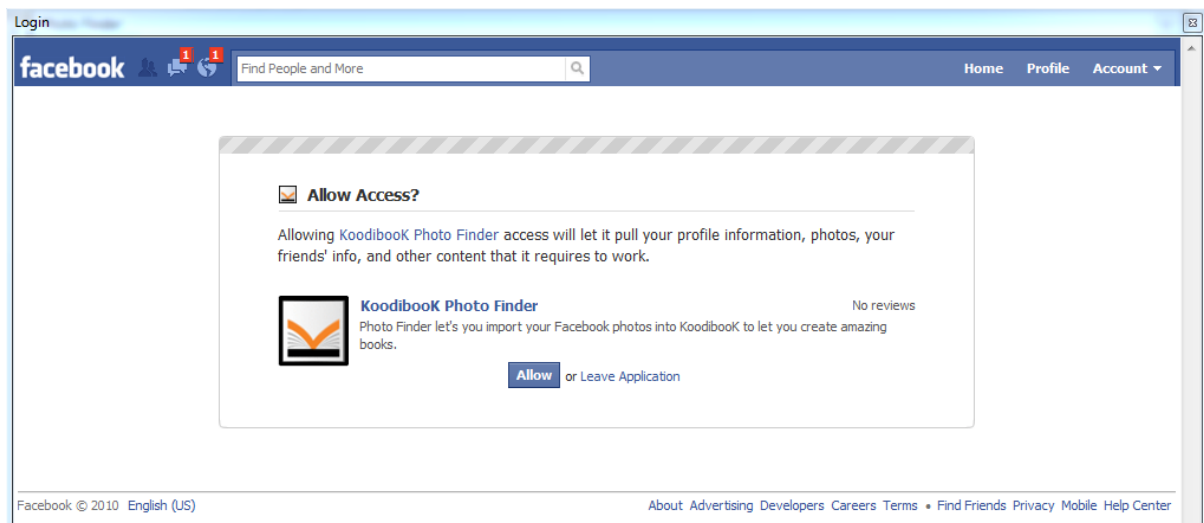 Login
facebook 1 1 Find People and More Home Profile Account
Allow Access?
Allowing KoodibooK Photo Finder access will let it pull your profile information, photos, your
friends' info, and other content that it requires to work.
KoodibooK Photo Finder No reviews
Photo Finder let's you import your Facebook photos into KoodibooK to let you create amazing
books.
Allow or Leave Application
Facebook © 2010 English (US) About Advertising Developers Careers Terms • Find Friends Privacy Mobile Help Center